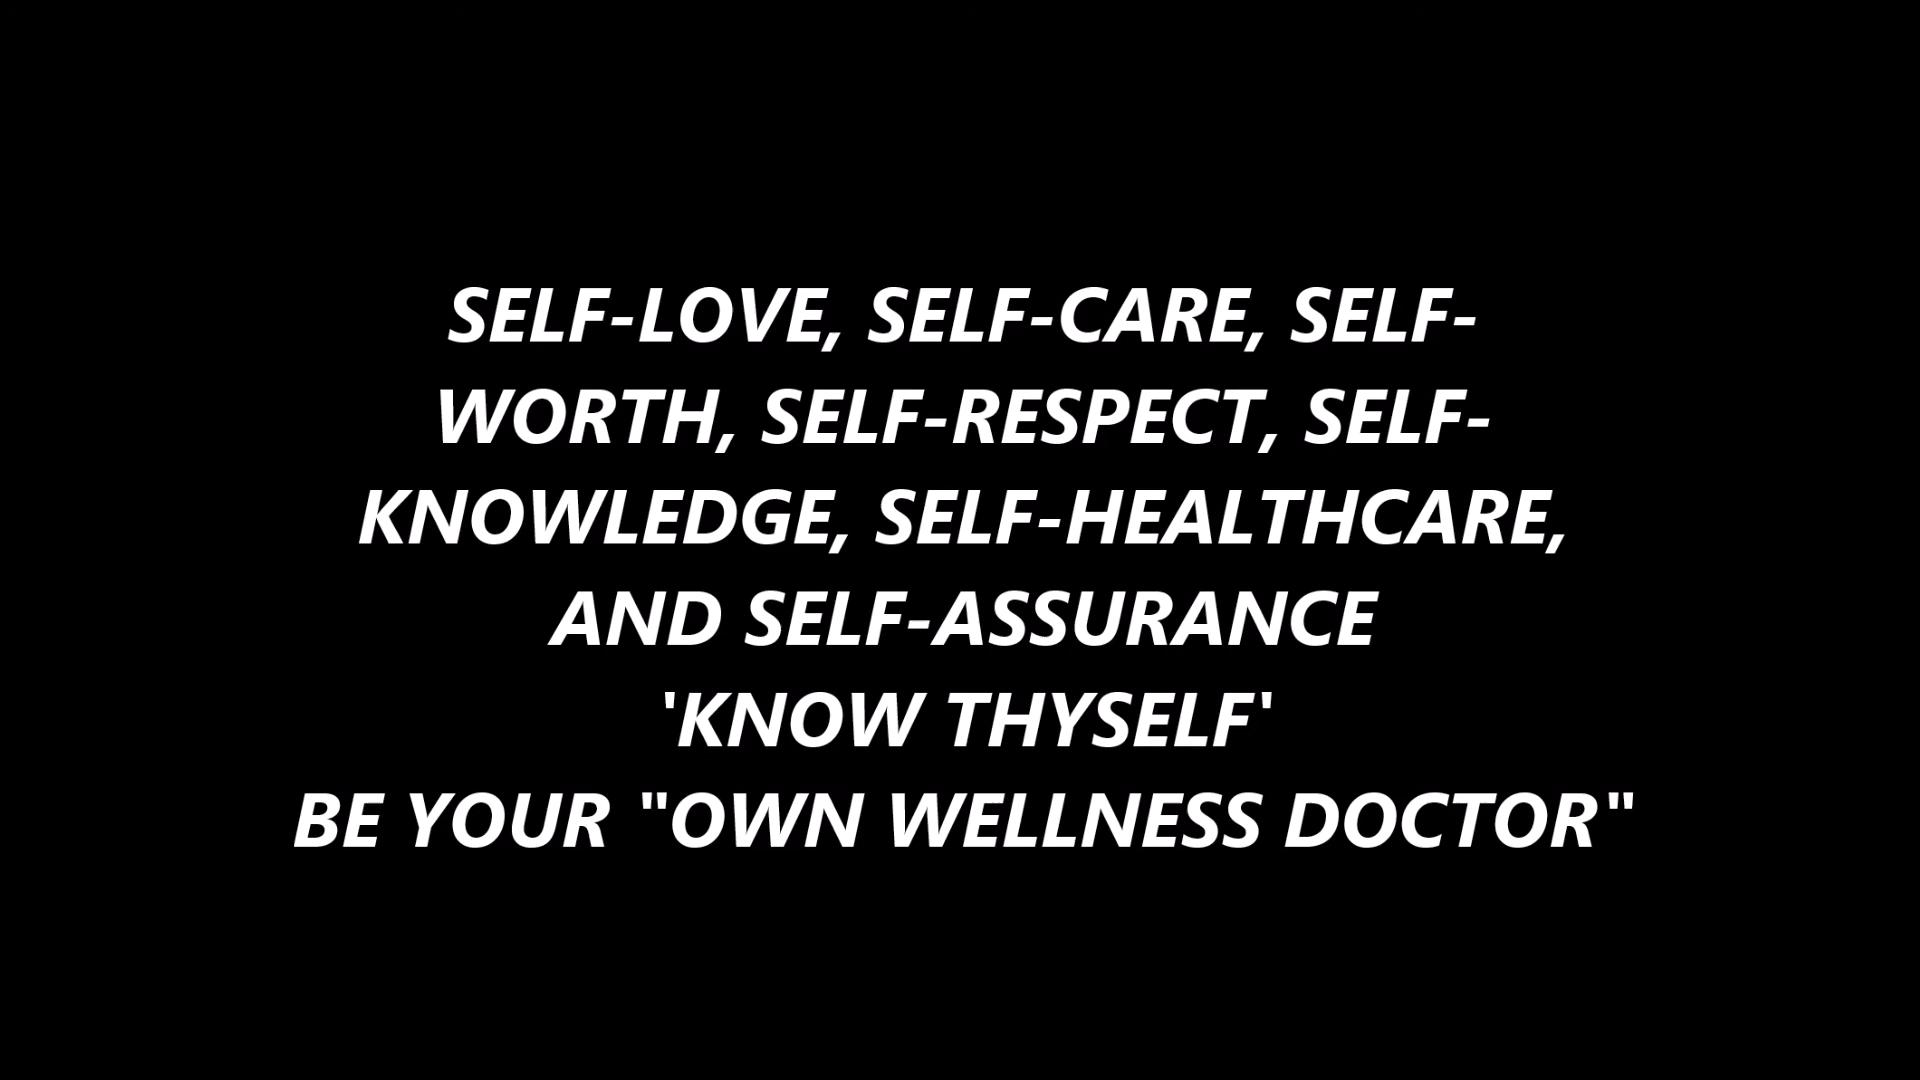 SELF-LOVE, SELF-CARE, SELF-
WORTH, SELF-RESPECT, SELF-
KNOWLEDGE, SELF-HEALTHCARE,
AND SELF-ASSURANCE
'KNOW THYSELF'
BE YOUR "OWN WELLNESS DOCTOR"